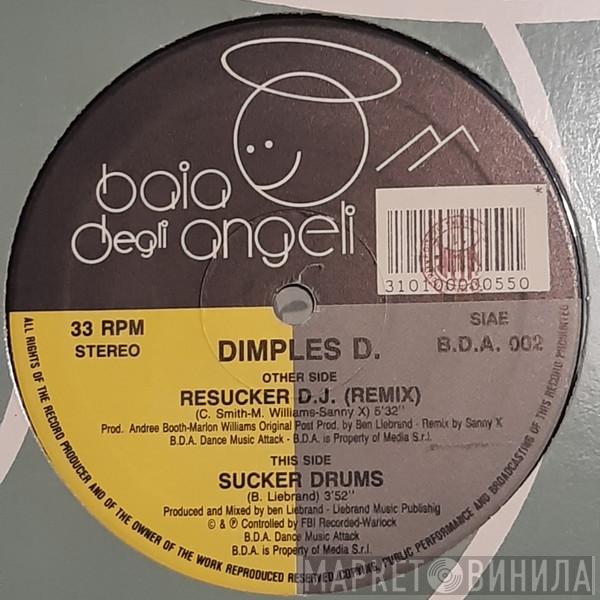 baia
degli angeli
*
310100000550
33 RPM
STEREO
SIAE
B.D.A. 002
DIMPLES D.
OTHER SIDE
RESUCKER D.J. (REMIX)
(C. Smith-M. Williams-Sanny X) 5'32"
Prod. Andree Booth-Marlon Williams Original Post Prod. by Ben Liebrand - Remix by Sanny X
B.D.A. Dance Music Attack - B.D.A. is Property of Media S.r.l.
THIS SIDE
SUCKER DRUMS
(B. Liebrand) 3'52"
Produced and Mixed by ben Liebrand - Liebrand Music Publishig
© & ℗ Controlled by FBI Recorded-Warlock
B.D.A. Dance Music Attack
B.D.A. is Property of Media S.r.l.
ALL RIGHTS OF THE RECORD PRODUCER AND OF THE OWNER OF THE WORK REPRODUCED RESERVED. COPYING, PUBLIC PERFORMANCE AND BROADCASTING OF THIS RECORD PROHIBITED
МАРКЕТ ВИНИЛА